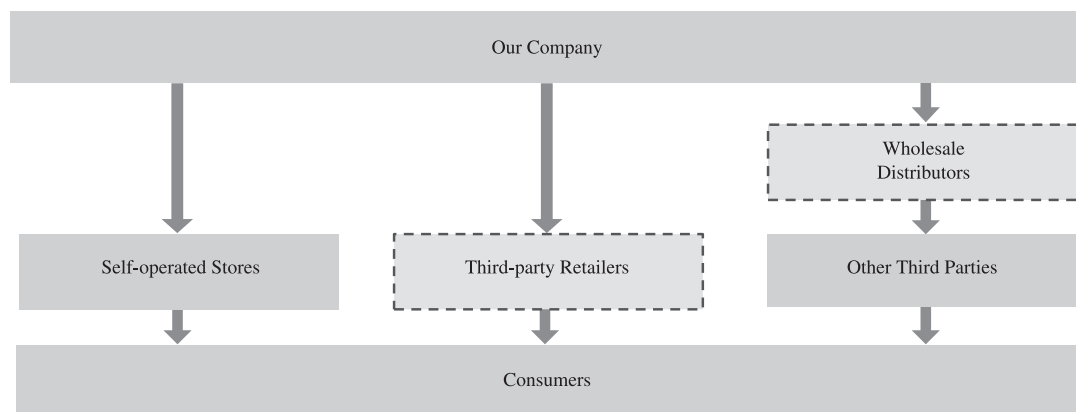 Our Company
Wholesale
Distributors
Self-operated Stores
Third-party Retailers
Other Third Parties
Consumers